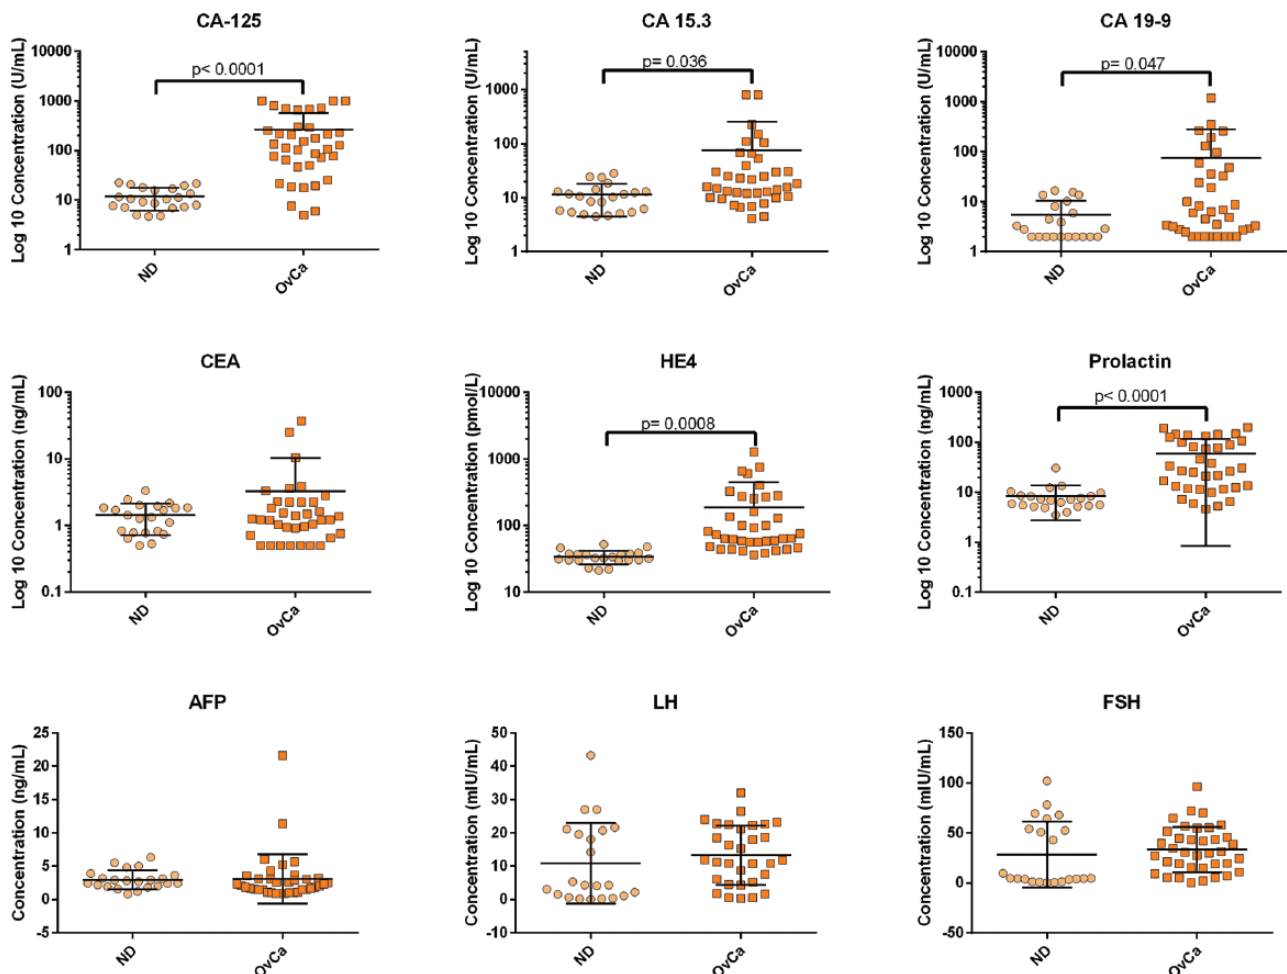 CA-125
Log 10 Concentration (U/mL)
10000
1000
100
10
1
p< 0.0001
ND
OvCa
CA 15.3
Log 10 Concentration (U/mL)
1000
100
10
1
p= 0.036
ND
OvCa
CA 19-9
Log 10 Concentration (U/mL)
10000
1000
100
10
1
p= 0.047
ND
OvCa
CEA
Log 10 Concentration (ng/mL)
100
10
1
0.1
ND
OvCa
HE4
Log 10 Concentration (pmol/L)
10000
1000
100
10
p= 0.0008
ND
OvCa
Prolactin
Log 10 Concentration (ng/mL)
1000
100
10
1
0.1
p< 0.0001
ND
OvCa
AFP
Concentration (ng/mL)
25
20
15
10
5
0
-5
ND
OvCa
LH
Concentration (mIU/mL)
50
40
30
20
10
0
-10
ND
OvCa
FSH
Concentration (mIU/mL)
150
100
50
0
-50
ND
OvCa